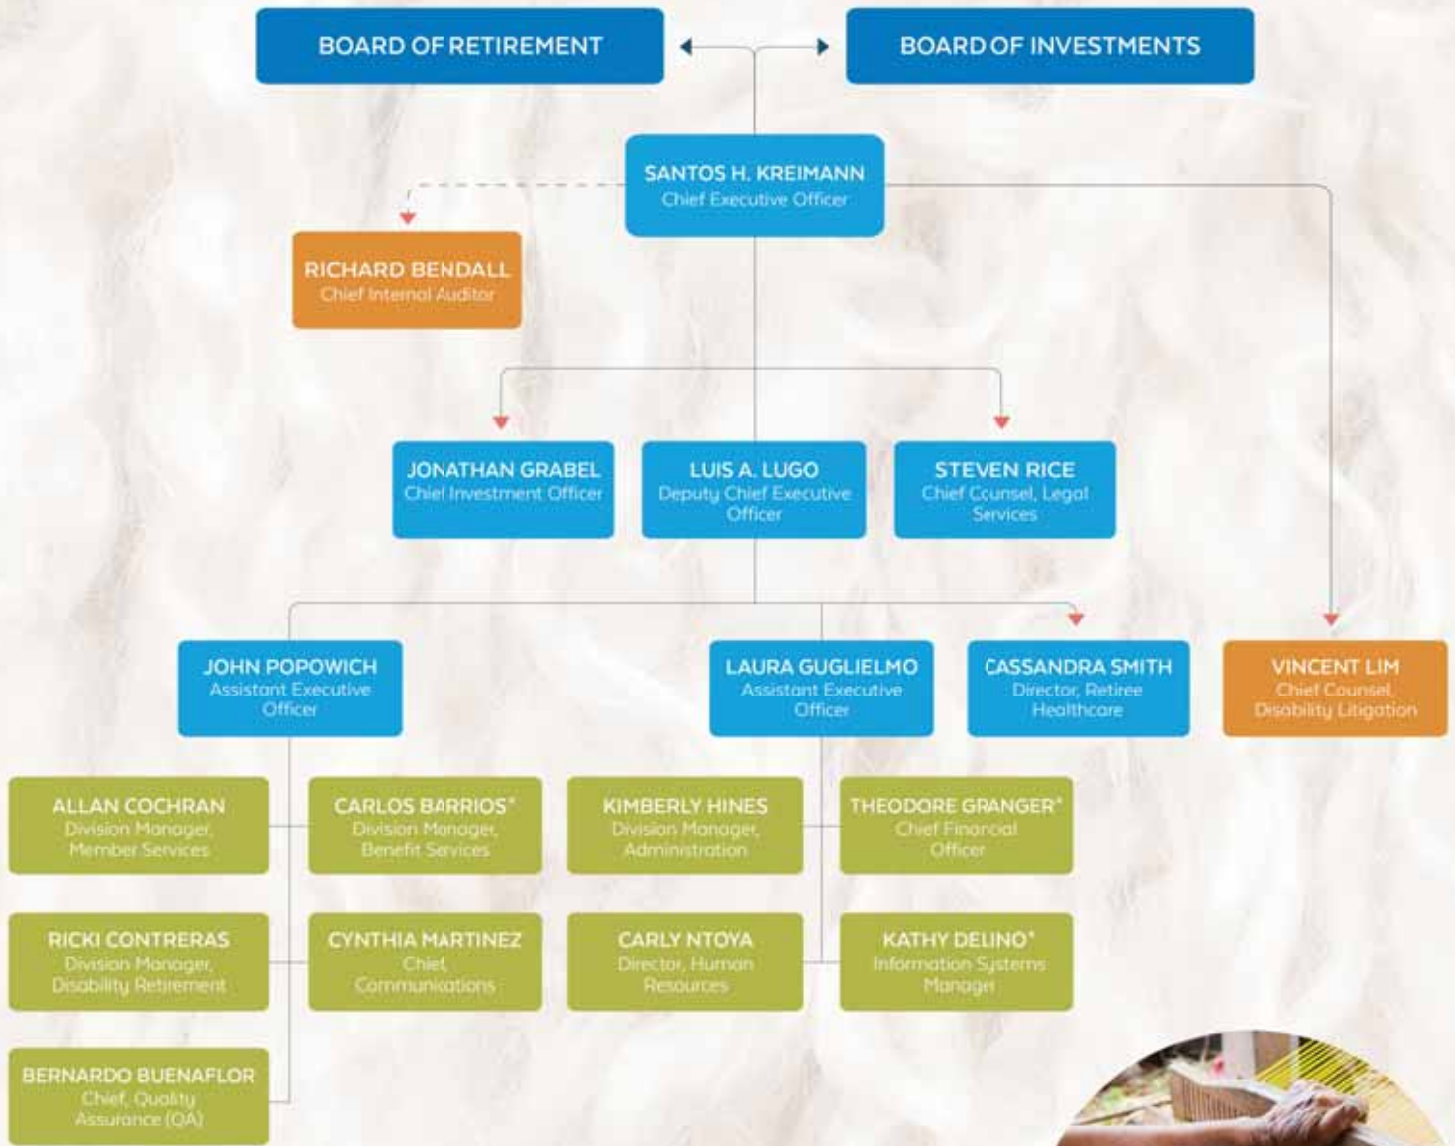 BOARD OF RETIREMENT
BOARD OF INVESTMENTS
SANTOS H. KREIMANN
Chief Executive Officer
RICHARD BENDALL
Chief Internal Auditor
JONATHAN GRABEL
Chief Investment Officer
LUIS A. LUGO
Deputy Chief Executive
Officer
STEVEN RICE
Chief Counsel, Legal
Services
JOHN POPOWICH
Assistant Executive
Officer
LAURA GUGLIELMO
Assistant Executive
Officer
CASSANDRA SMITH
Director, Retiree
Healthcare
VINCENT LIM
Chief Counsel,
Disability Litigation
ALLAN COCHRAN
Division Manager,
Member Services
CARLOS BARRIOS*
Division Manager,
Benefit Services
KIMBERLY HINES
Division Manager,
Administration
THEODORE GRANGER*
Chief Financial
Officer
RICKI CONTRERAS
Division Manager,
Disability Retirement
CYNTHIA MARTINEZ
Chief,
Communications
CARLY NTOYA
Director, Human
Resources
KATHY DELINO*
Information Systems
Manager
BERNARDO BUENAFLOR
Chief, Quality
Assurance (QA)